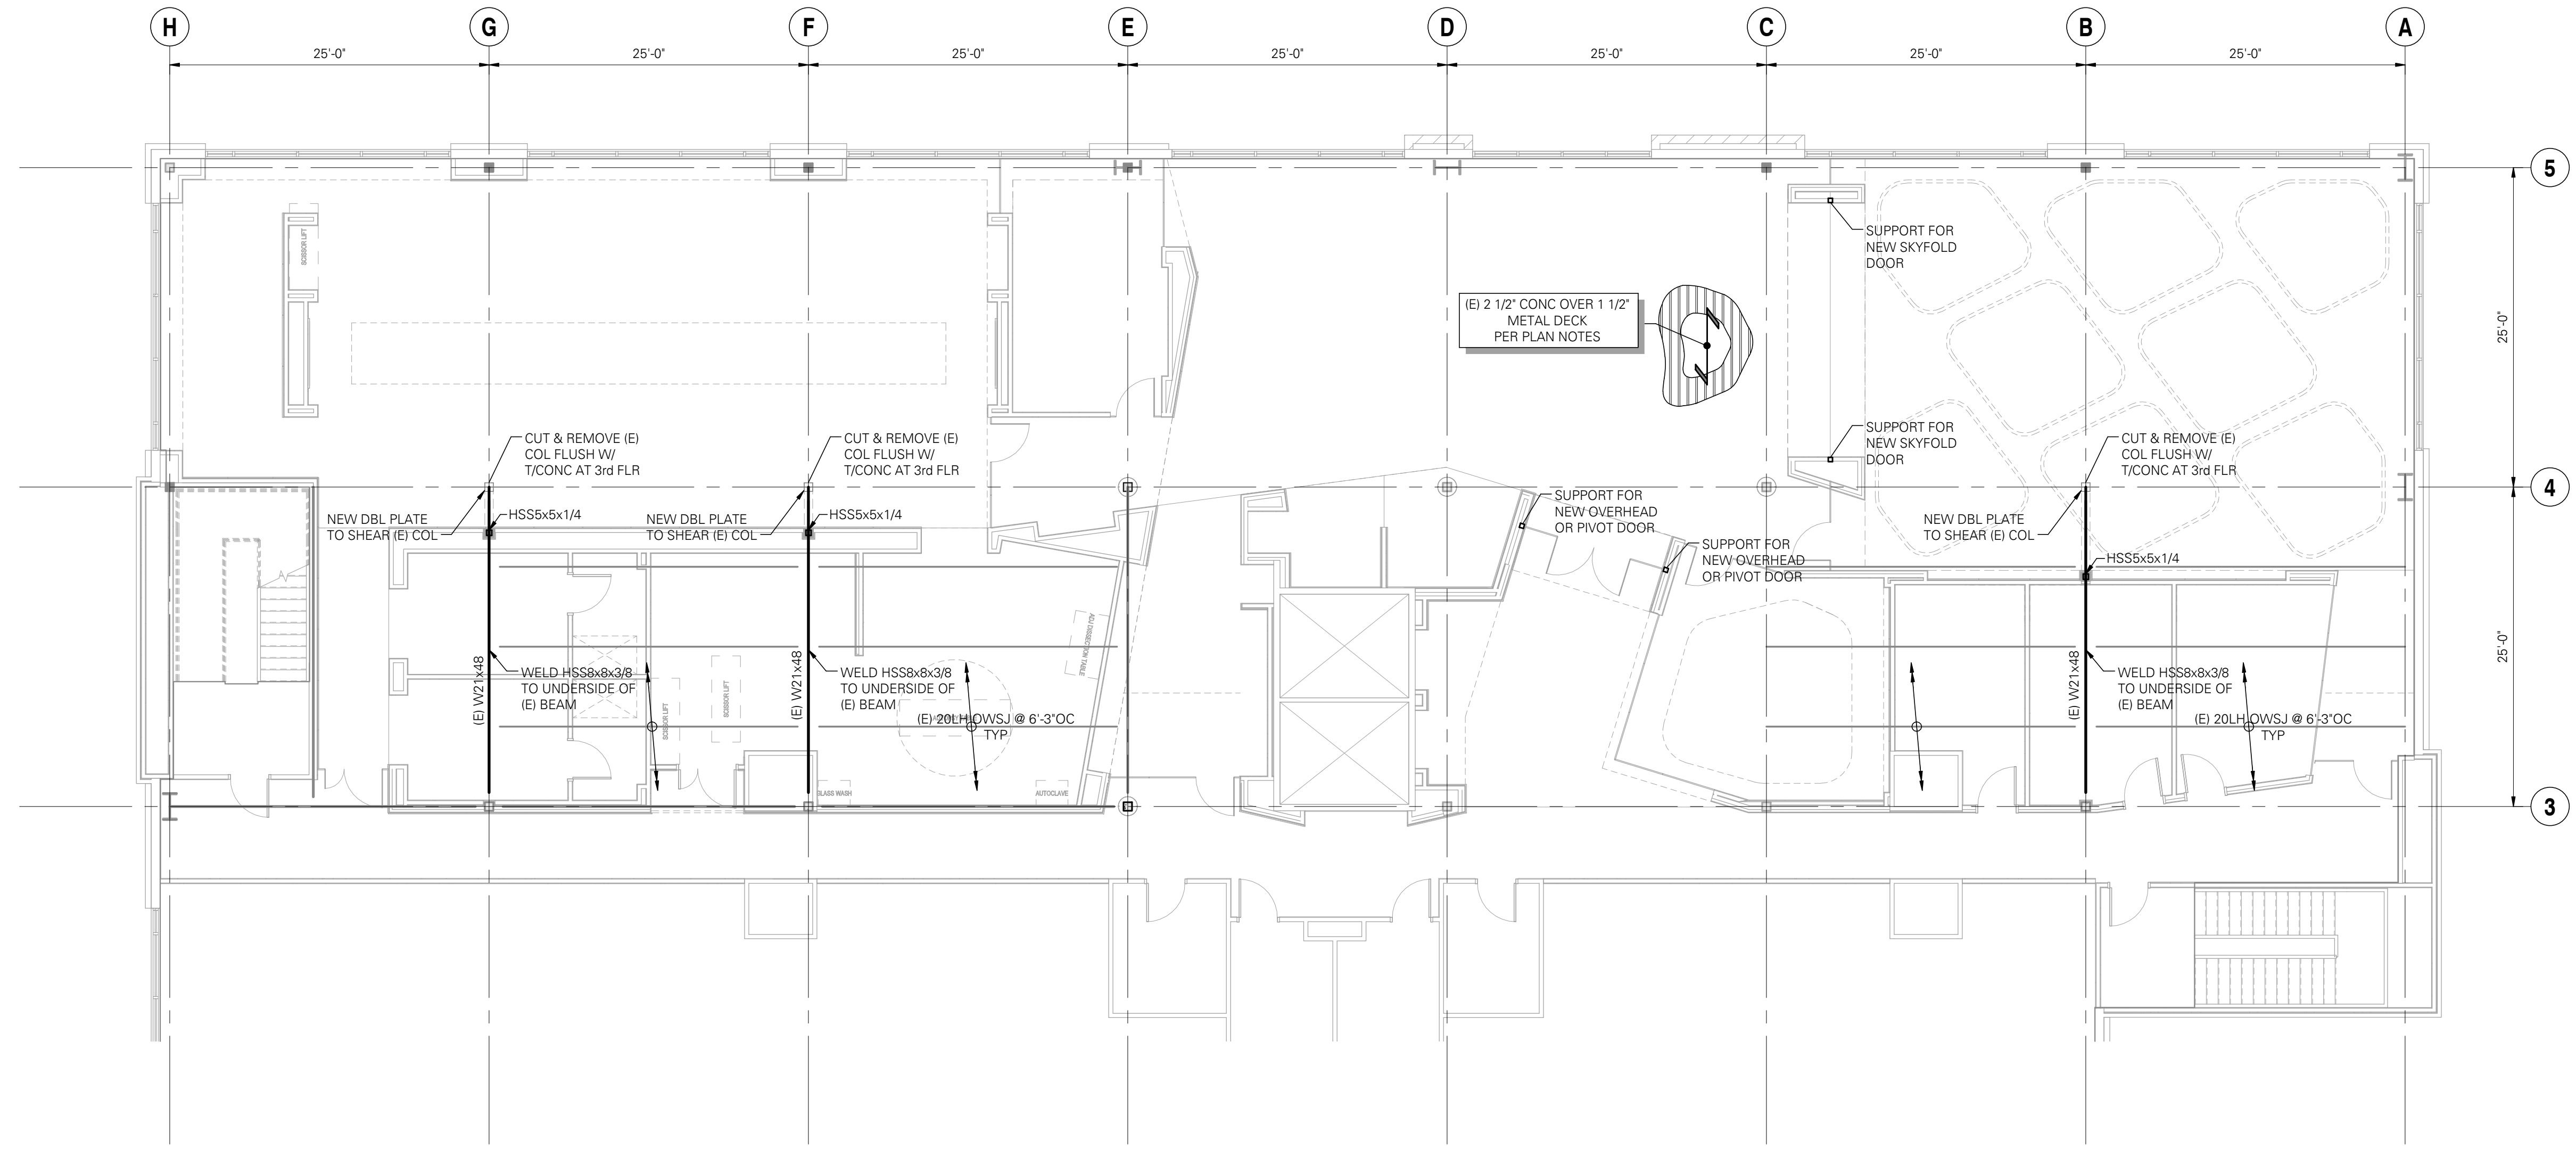 H G F E D C B A
25'-0" 25'-0" 25'-0" 25'-0" 25'-0" 25'-0" 25'-0"
5
SCISSOR LIFT
SUPPORT FOR
NEW SKYFOLD
DOOR
(E) 2 1/2" CONC OVER 1 1/2"
METAL DECK
PER PLAN NOTES
25'-0"
CUT & REMOVE (E)
COL FLUSH W/
T/CONC AT 3rd FLR
CUT & REMOVE (E)
COL FLUSH W/
T/CONC AT 3rd FLR
SUPPORT FOR
NEW SKYFOLD
DOOR
CUT & REMOVE (E)
COL FLUSH W/
T/CONC AT 3rd FLR
4
NEW DBL PLATE
TO SHEAR (E) COL
HSS5x5x1/4
NEW DBL PLATE
TO SHEAR (E) COL
HSS5x5x1/4
SUPPORT FOR
NEW OVERHEAD
OR PIVOT DOOR
SUPPORT FOR
NEW OVERHEAD
OR PIVOT DOOR
NEW DBL PLATE
TO SHEAR (E) COL
HSS5x5x1/4
25'-0"
(E) W21x48
WELD HSS8x8x3/8
TO UNDERSIDE OF
(E) BEAM
SCISSOR LIFT
SCISSOR LIFT
(E) W21x48
WELD HSS8x8x3/8
TO UNDERSIDE OF
(E) BEAM
ADJ DISSECTION TABLE
(E) 20LH OWSJ @ 6'-3"OC
TYP
(E) W21x48
WELD HSS8x8x3/8
TO UNDERSIDE OF
(E) BEAM
(E) 20LH OWSJ @ 6'-3"OC
TYP
GLASS WASH
AUTOCLAVE
3